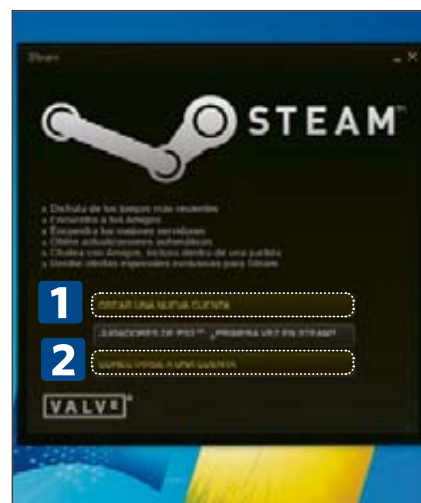 Steam
STEAM™
Disfruta de los juegos más recientes
Encuentra a tus Amigos
Encuentra los mejores servidores
Obtén actualizaciones automáticas
Chatea con Amigos, incluso dentro de una partida
Recibe ofertas especiales exclusivas para Steam
1
CREAR UNA NUEVA CUENTA
JUGADORES DE PS3™: ¿PRIMERA VEZ EN STEAM?
2
CONECTARSE A UNA CUENTA
VALVE®